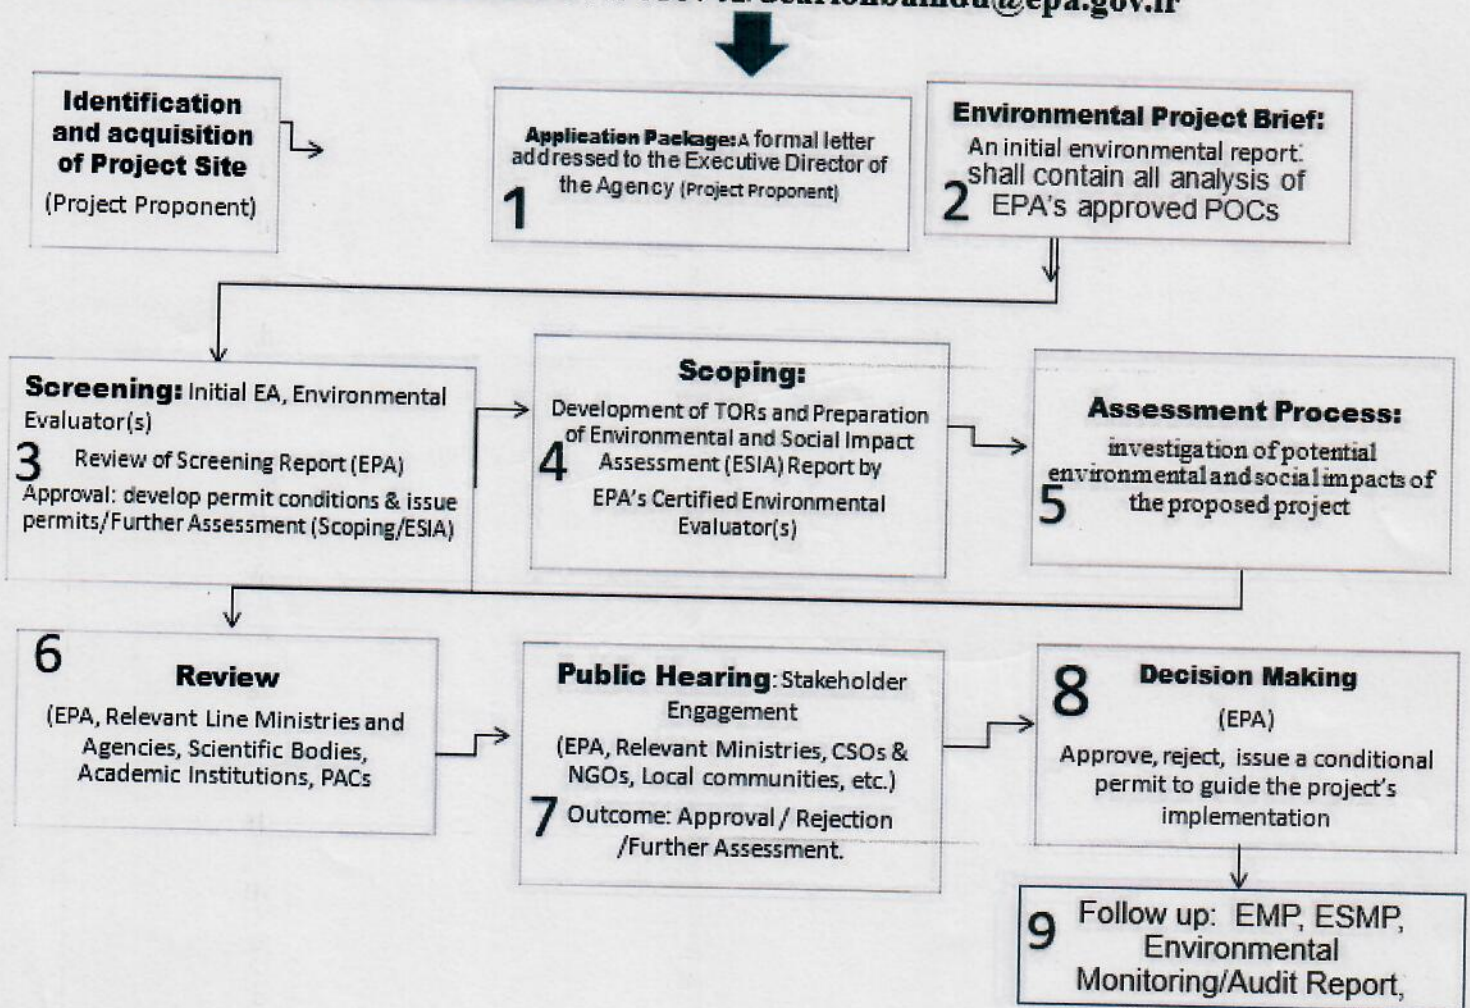 @epa.gov.lr
Identification
and acquisition
of Project Site
(Project Proponent)
Application Package: A formal letter
addressed to the Executive Director of
the Agency (Project Proponent)
1
Environmental Project Brief:
An initial environmental report:
shall contain all analysis of
2 EPA's approved POCs
Screening: Initial EA, Environmental
Evaluator(s)
3 Review of Screening Report (EPA)
Approval: develop permit conditions & issue
permits/Further Assessment (Scoping/ESIA)
Scoping:
Development of TORs and Preparation
of Environmental and Social Impact
4 Assessment (ESIA) Report by
EPA's Certified Environmental
Evaluator(s)
Assessment Process:
investigation of potential
environmental and social impacts of
5 the proposed project
6
Review
(EPA, Relevant Line Ministries and
Agencies, Scientific Bodies,
Academic Institutions, PACs
Public Hearing: Stakeholder
Engagement
(EPA, Relevant Ministries, CSOs &
NGOs, Local communities, etc.)
7 Outcome: Approval / Rejection
/Further Assessment.
8 Decision Making
(EPA)
Approve, reject, issue a conditional
permit to guide the project's
implementation
9 Follow up: EMP, ESMP,
Environmental
Monitoring/Audit Report,